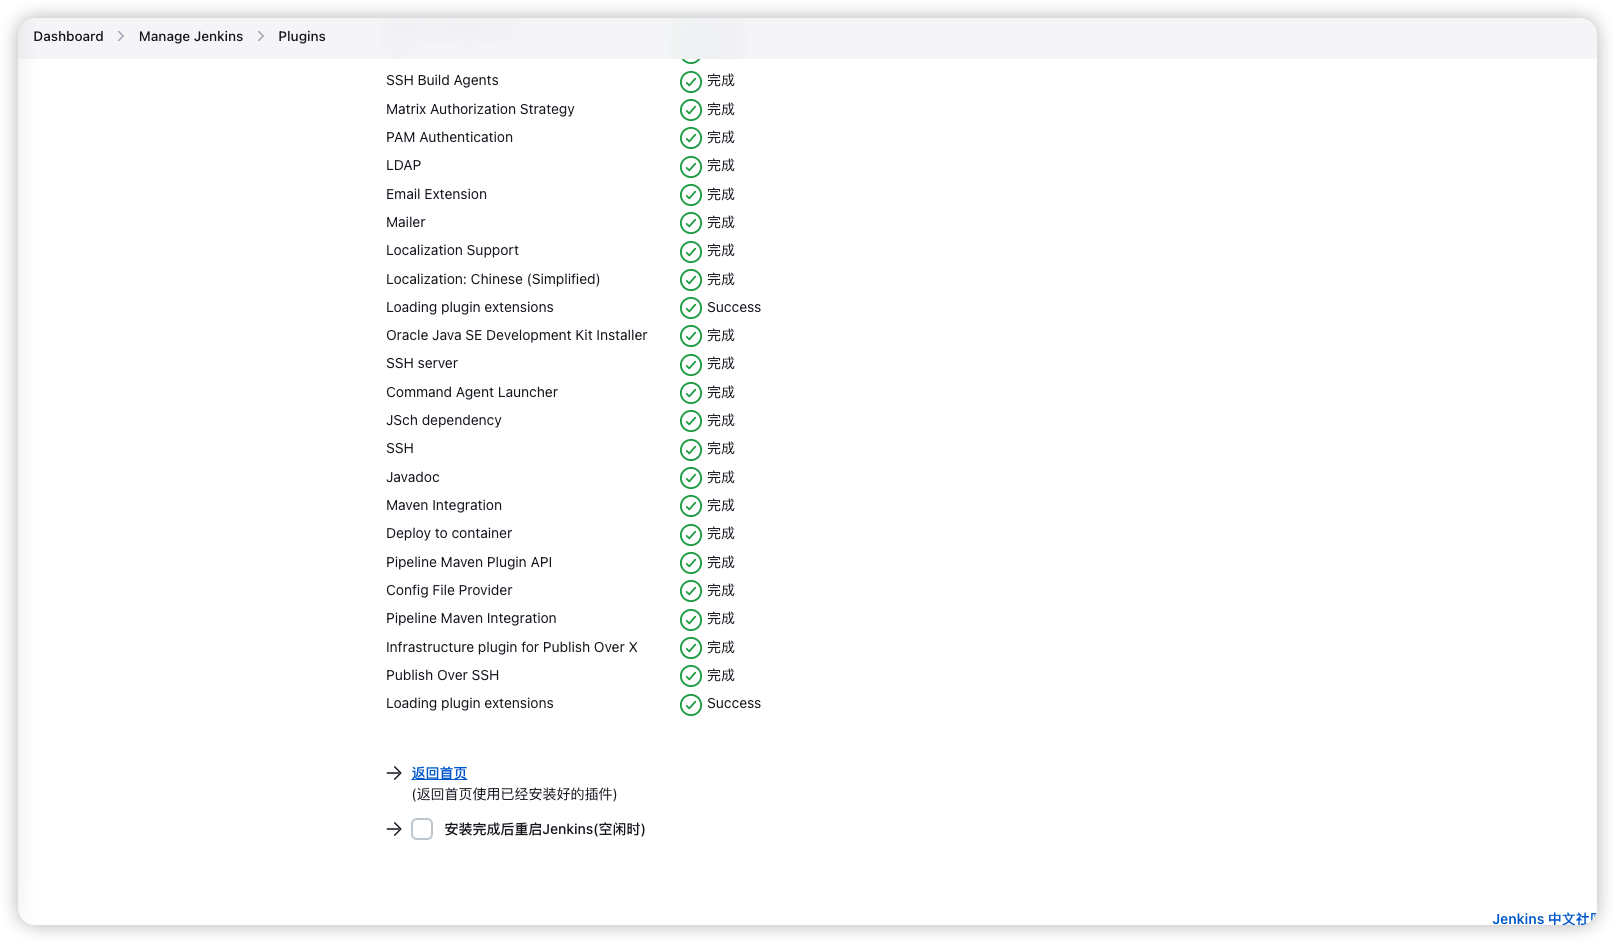 Dashboard > Manage Jenkins > Plugins
SSH Build Agents 完成
Matrix Authorization Strategy 完成
PAM Authentication 完成
LDAP 完成
Email Extension 完成
Mailer 完成
Localization Support 完成
Localization: Chinese (Simplified) 完成
Loading plugin extensions Success
Oracle Java SE Development Kit Installer 完成
SSH server 完成
Command Agent Launcher 完成
JSch dependency 完成
SSH 完成
Javadoc 完成
Maven Integration 完成
Deploy to container 完成
Pipeline Maven Plugin API 完成
Config File Provider 完成
Pipeline Maven Integration 完成
Infrastructure plugin for Publish Over X 完成
Publish Over SSH 完成
Loading plugin extensions Success
返回首页
(返回首页使用已经安装好的插件)
安装完成后重启Jenkins(空闲时)
Jenkins 中文社